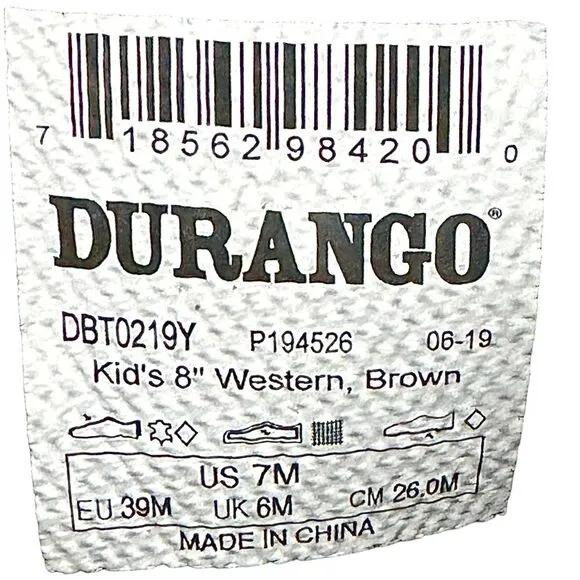 7 18562 98420 0
DURANGO®
DBT0219Y P194526 06-19
Kid's 8" Western, Brown
US 7M
EU 39M UK 6M CM 26.0M
MADE IN CHINA